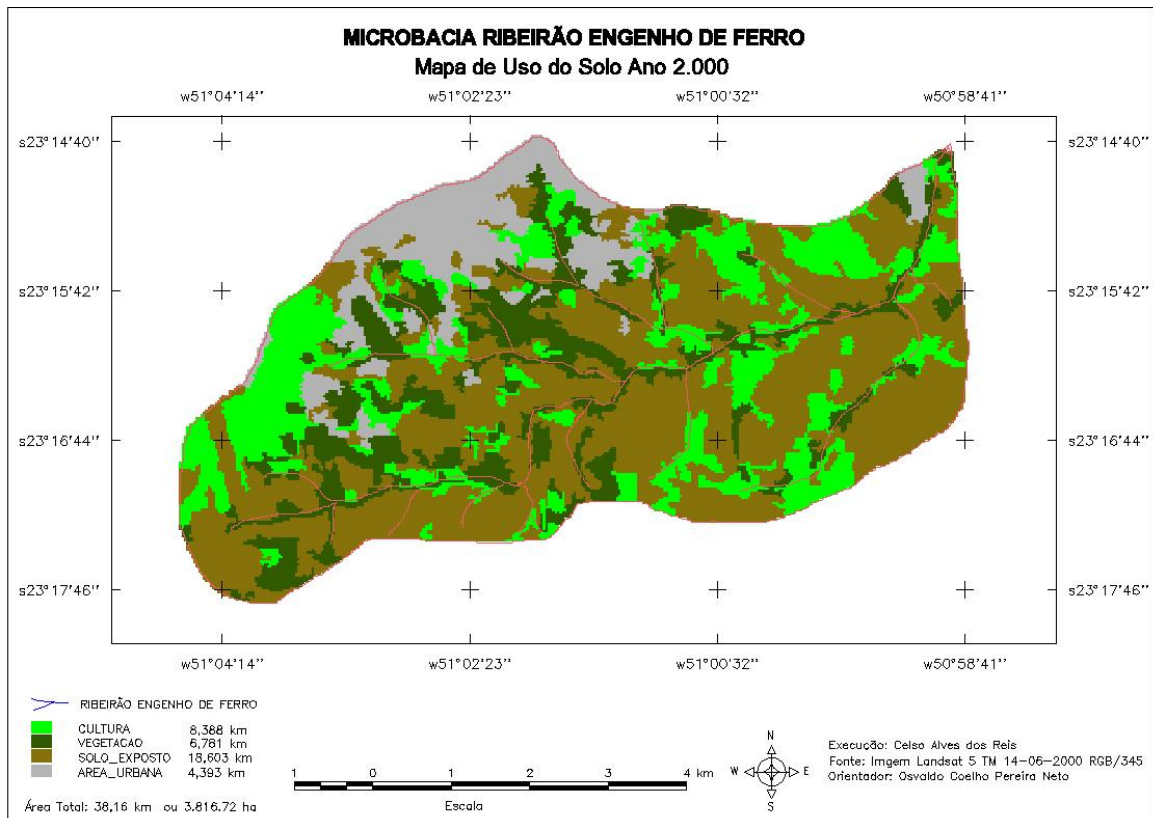 MICROBACIA RIBEIRÃO ENGENHO DE FERRO
Mapa de Uso do Solo Ano 2.000
w51°04'14'' w51°02'23'' w51°00'32'' w50°58'41''
s23°14'40'' s23°14'40''
s23°15'42'' s23°15'42''
s23°16'44'' s23°16'44''
s23°17'46'' s23°17'46''
w51°04'14'' w51°02'23'' w51°00'32'' w50°58'41''
RIBEIRÃO ENGENHO DE FERRO
CULTURA 8,388 km
VEGETACAO 6,781 km
SOLO_EXPOSTO 18,603 km
AREA_URBANA 4,393 km
Área Total: 38,16 km ou 3.816.72 ha
1 0 1 2 3 4 km
Escala
N
W E
S
Execução: Celso Alves dos Reis
Fonte: Imgem Landsat 5 TM 14-06-2000 RGB/345
Orientador: Osvaldo Coelho Pereira Neto